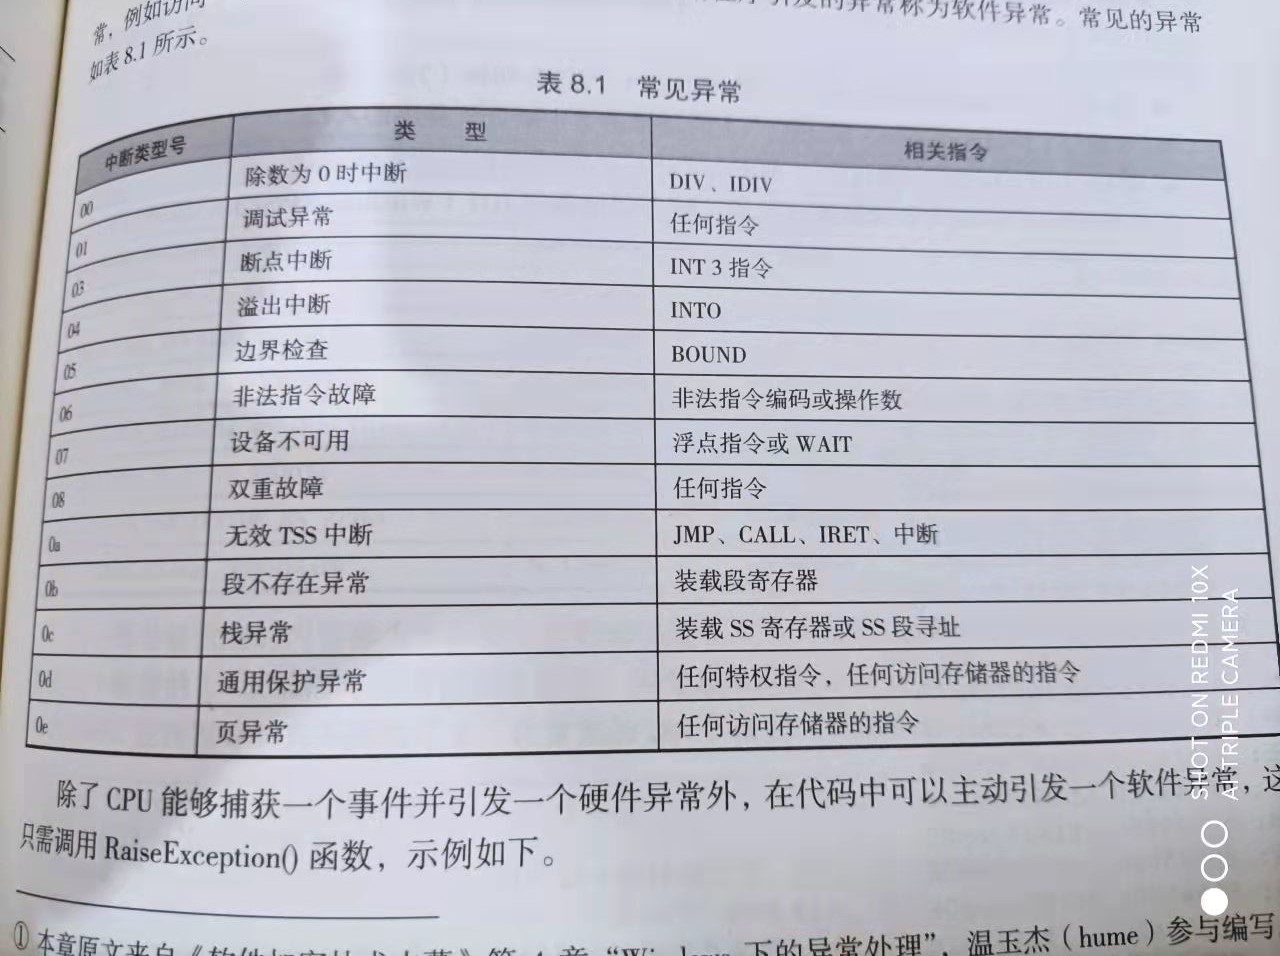 常，例如访问
引发的异常称为软件异常。常见的异常
如表 8.1 所示。
表 8.1 常见异常
中断类型号 类 型 相关指令
00 除数为 0 时中断 DIV、IDIV
01 调试异常 任何指令
03 断点中断 INT 3 指令
04 溢出中断 INTO
05 边界检查 BOUND
06 非法指令故障 非法指令编码或操作数
07 设备不可用 浮点指令或 WAIT
08 双重故障 任何指令
0a 无效 TSS 中断 JMP、CALL、IRET、中断
0b 段不存在异常 装载段寄存器
0c 栈异常 装载 SS 寄存器或 SS 段寻址
0d 通用保护异常 任何特权指令，任何访问存储器的指令
0e 页异常 任何访问存储器的指令
除了 CPU 能够捕获一个事件并引发一个硬件异常外，在代码中可以主动引发一个软件异常，这
只需调用 RaiseException() 函数，示例如下。
① 本章原文来自《软件加密技术内幕》第 4 章“Windows 下的异常处理”，温玉杰（hume）参与编写
SHOT ON REDMI 10X
AI TRIPLE CAMERA